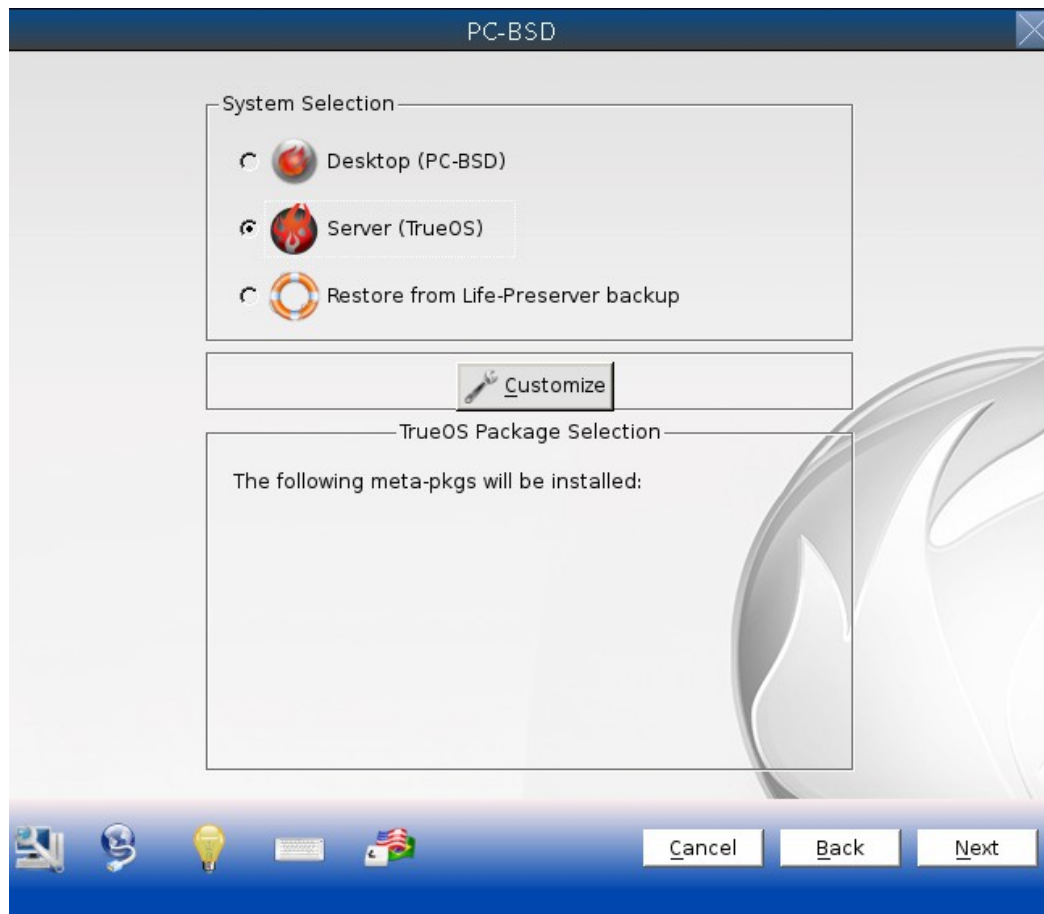 PC-BSD
System Selection
Desktop (PC-BSD)
Server (TrueOS)
Restore from Life-Preserver backup
Customize
TrueOS Package Selection
The following meta-pkgs will be installed:
Cancel
Back
Next